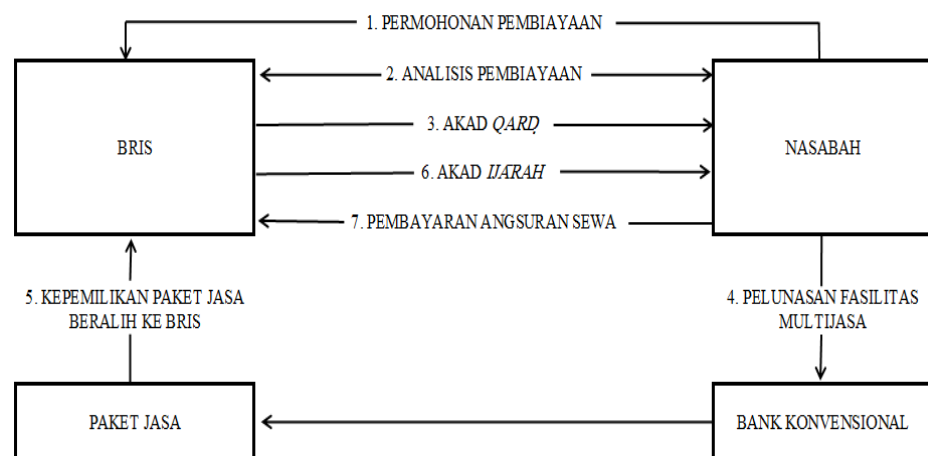 1. PERMOHONAN PEMBIAYAAN
2. ANALISIS PEMBIAYAAN
3. AKAD QARḌ
BRIS
NASABAH
6. AKAD IJARAH
7. PEMBAYARAN ANGSURAN SEWA
5. KEPEMILIKAN PAKET JASA
BERALIH KE BRIS
4. PELUNASAN FASILITAS
MULTIJASA
PAKET JASA
BANK KONVENSIONAL